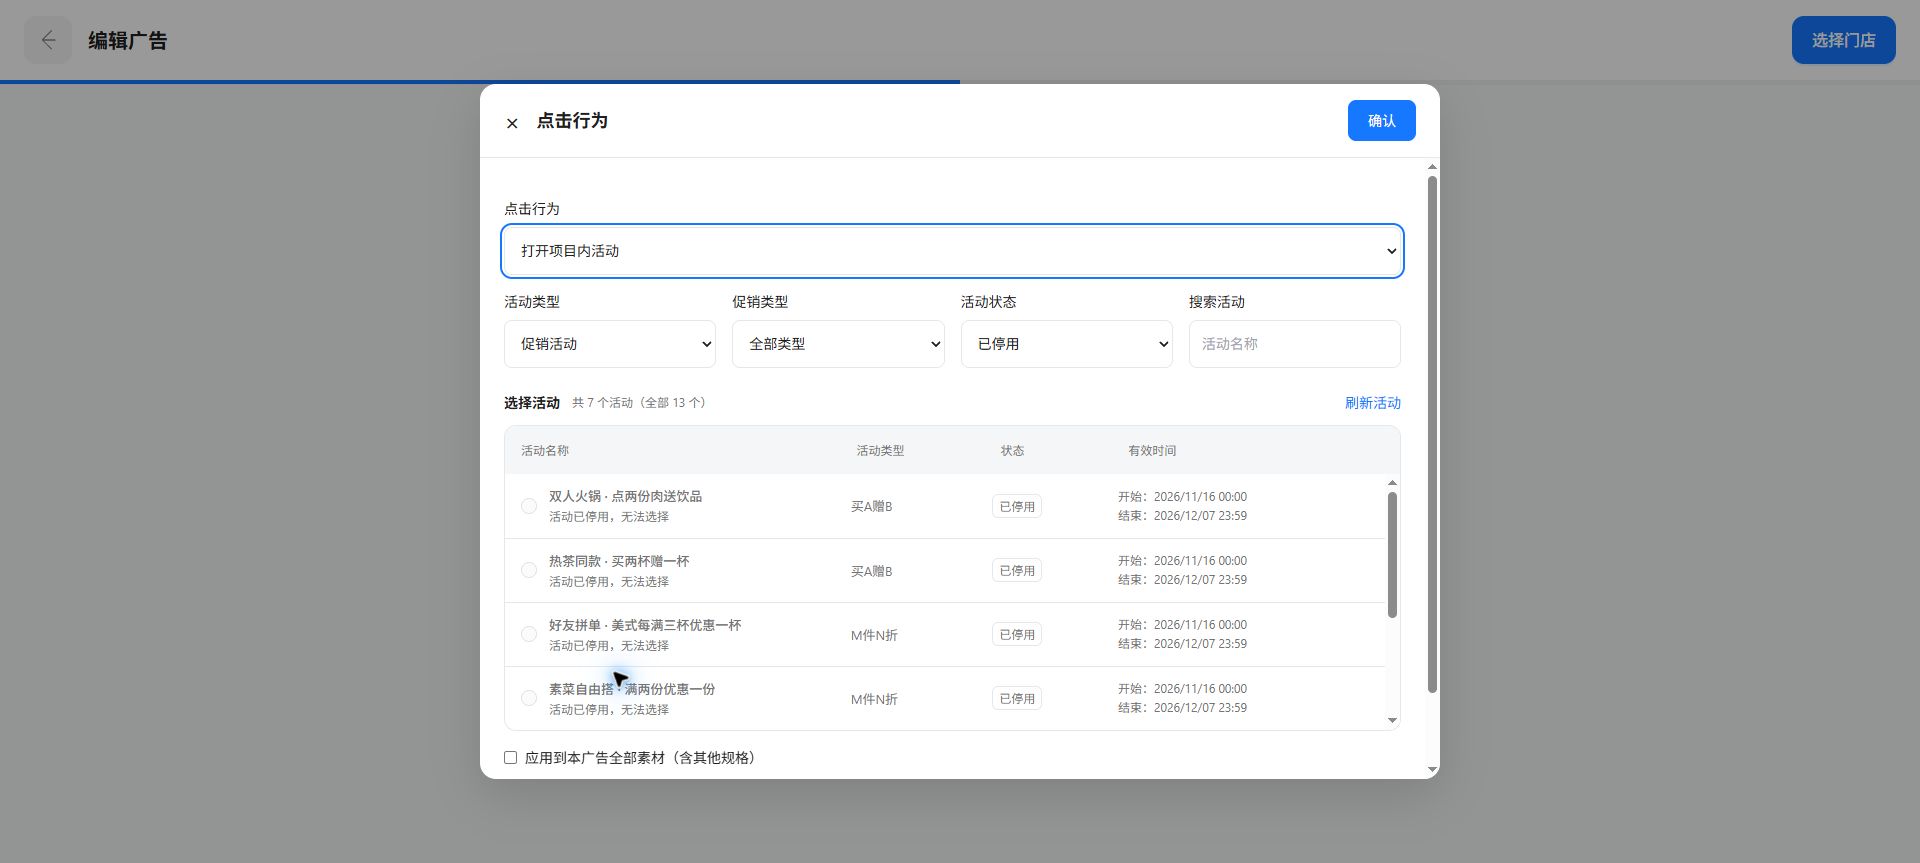 编辑广告
选择门店
点击行为
确认
点击行为
打开项目内活动
活动类型 促销类型 活动状态 搜索活动
促销活动 全部类型 已停用 活动名称
选择活动 共 7 个活动（全部 13 个） 刷新活动
活动名称 活动类型 状态 有效时间
双人火锅 · 点两份肉送饮品
活动已停用，无法选择
买A赠B
已停用
开始：2026/11/16 00:00
结束：2026/12/07 23:59
热茶同款 · 买两杯赠一杯
活动已停用，无法选择
买A赠B
已停用
开始：2026/11/16 00:00
结束：2026/12/07 23:59
好友拼单 · 美式每满三杯优惠一杯
活动已停用，无法选择
M件N折
已停用
开始：2026/11/16 00:00
结束：2026/12/07 23:59
素菜自由搭 · 满两份优惠一份
活动已停用，无法选择
M件N折
已停用
开始：2026/11/16 00:00
结束：2026/12/07 23:59
应用到本广告全部素材（含其他规格）